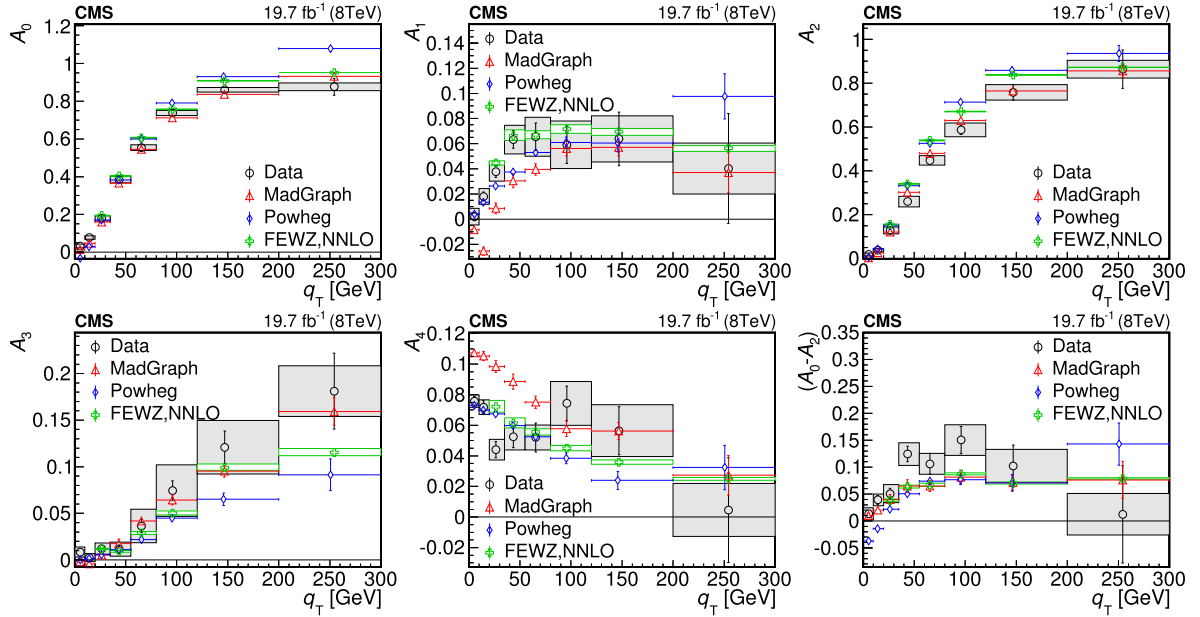 CMS 19.7 fb⁻¹ (8TeV)
A₀
1.2
1
0.8
0.6
0.4
0.2
0
Data
MadGraph
Powheg
FEWZ,NNLO
0 50 100 150 200 250 300
q_T [GeV]
CMS 19.7 fb⁻¹ (8TeV)
A₁
0.14
0.12
0.1
0.08
0.06
0.04
0.02
0
-0.02
Data
MadGraph
Powheg
FEWZ,NNLO
0 50 100 150 200 250 300
q_T [GeV]
CMS 19.7 fb⁻¹ (8TeV)
A₂
1
0.8
0.6
0.4
0.2
0
Data
MadGraph
Powheg
FEWZ,NNLO
0 50 100 150 200 250 300
q_T [GeV]
CMS 19.7 fb⁻¹ (8TeV)
A₃
0.2
0.15
0.1
0.05
0
Data
MadGraph
Powheg
FEWZ,NNLO
0 50 100 150 200 250 300
q_T [GeV]
CMS 19.7 fb⁻¹ (8TeV)
A₄
0.12
0.1
0.08
0.06
0.04
0.02
0
-0.02
Data
MadGraph
Powheg
FEWZ,NNLO
0 50 100 150 200 250 300
q_T [GeV]
CMS 19.7 fb⁻¹ (8TeV)
(A₀-A₂)
0.35
0.3
0.25
0.2
0.15
0.1
0.05
0
-0.05
Data
MadGraph
Powheg
FEWZ,NNLO
0 50 100 150 200 250 300
q_T [GeV]